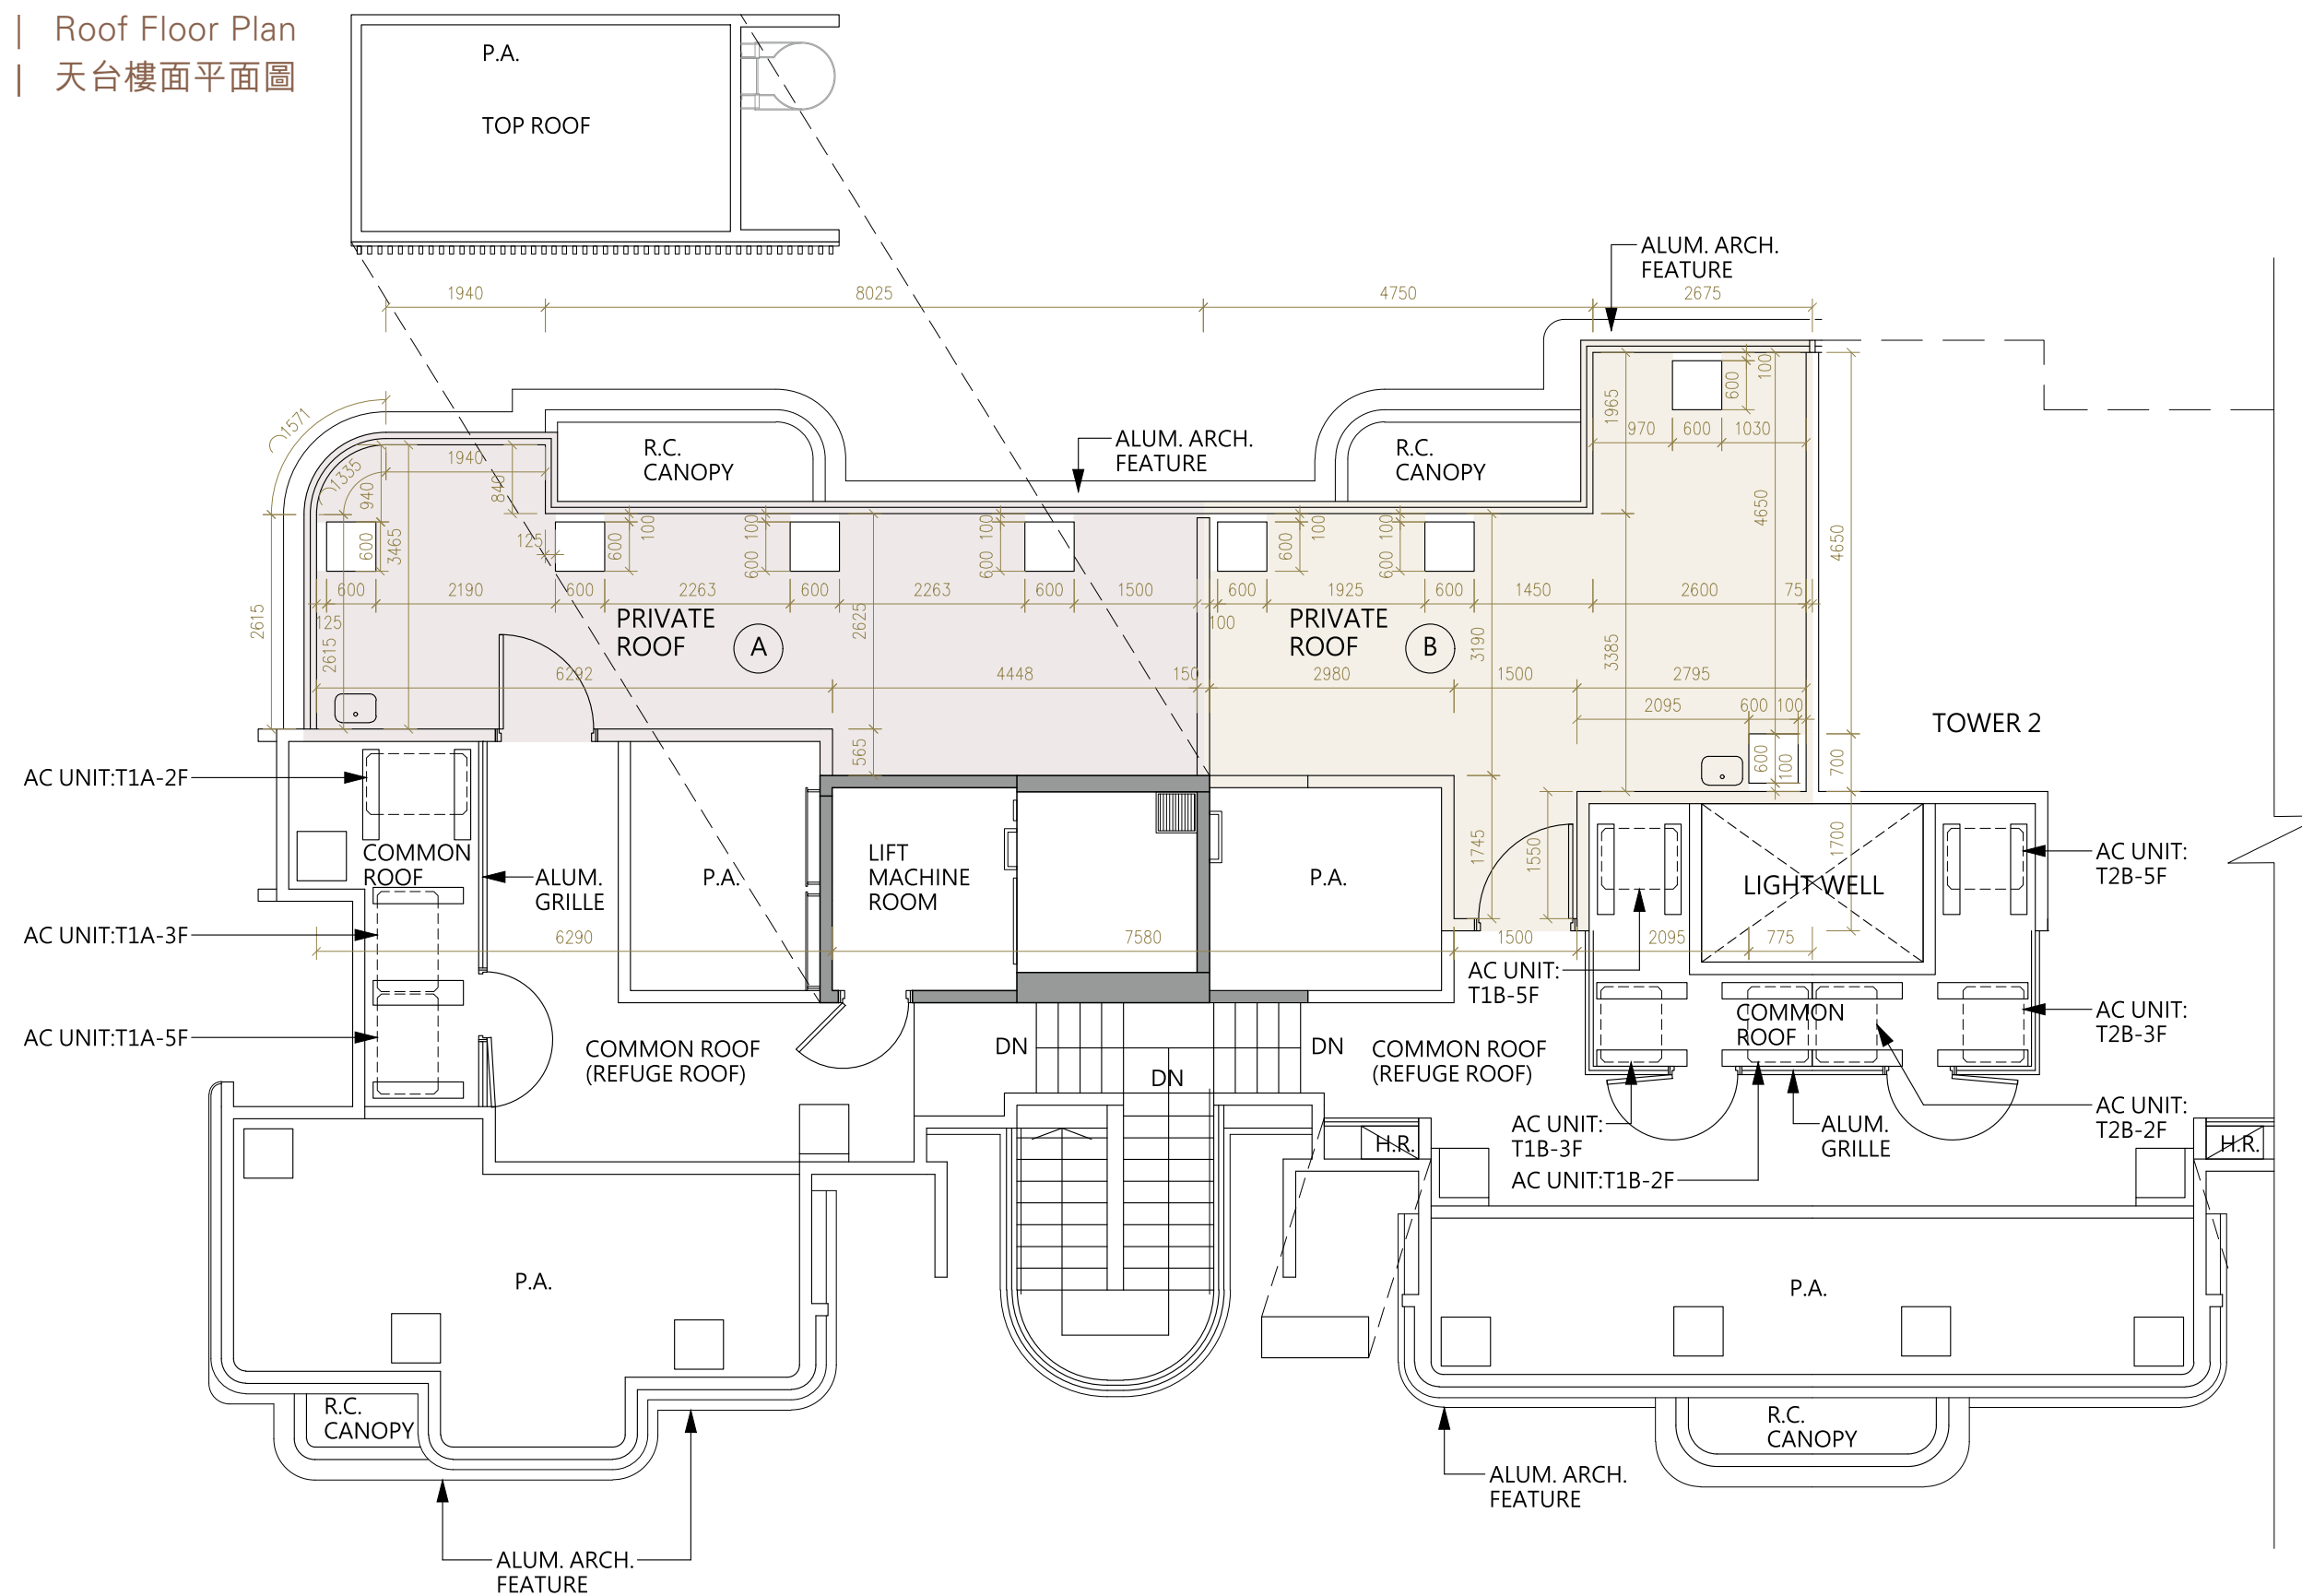 Roof Floor Plan
天台樓面平面圖
P.A.
TOP ROOF
ALUM. ARCH.
FEATURE
1940
8025
4750
2675
1571
1335
940
1940
840
3465
R.C.
CANOPY
ALUM. ARCH.
FEATURE
R.C.
CANOPY
1965
600
100
970
600
1030
4650
4650
600
125
600
100
600
100
600
100
600
100
600
100
2615
2615
125
600
2190
600
2263
600
2263
600
1500
100
600
1925
600
1450
2600
75
PRIVATE
ROOF
A
2625
PRIVATE
ROOF
B
3190
3385
6292
4448
150
2980
1500
2795
2095
600
100
TOWER 2
565
600
100
700
AC UNIT:T1A-2F
COMMON
ROOF
ALUM.
GRILLE
P.A.
LIFT
MACHINE
ROOM
P.A.
1745
1550
LIGHT WELL
1700
AC UNIT:
T2B-5F
AC UNIT:T1A-3F
6290
7580
1500
2095
775
AC UNIT:
T1B-5F
AC UNIT:T1A-5F
COMMON ROOF
(REFUGE ROOF)
DN
DN
DN
COMMON ROOF
(REFUGE ROOF)
COMMON
ROOF
AC UNIT:
T2B-3F
AC UNIT:
T1B-3F
H.R.
ALUM.
GRILLE
AC UNIT:
T2B-2F
H.R.
AC UNIT:T1B-2F
P.A.
P.A.
R.C.
CANOPY
R.C.
CANOPY
ALUM. ARCH.
FEATURE
ALUM. ARCH.
FEATURE